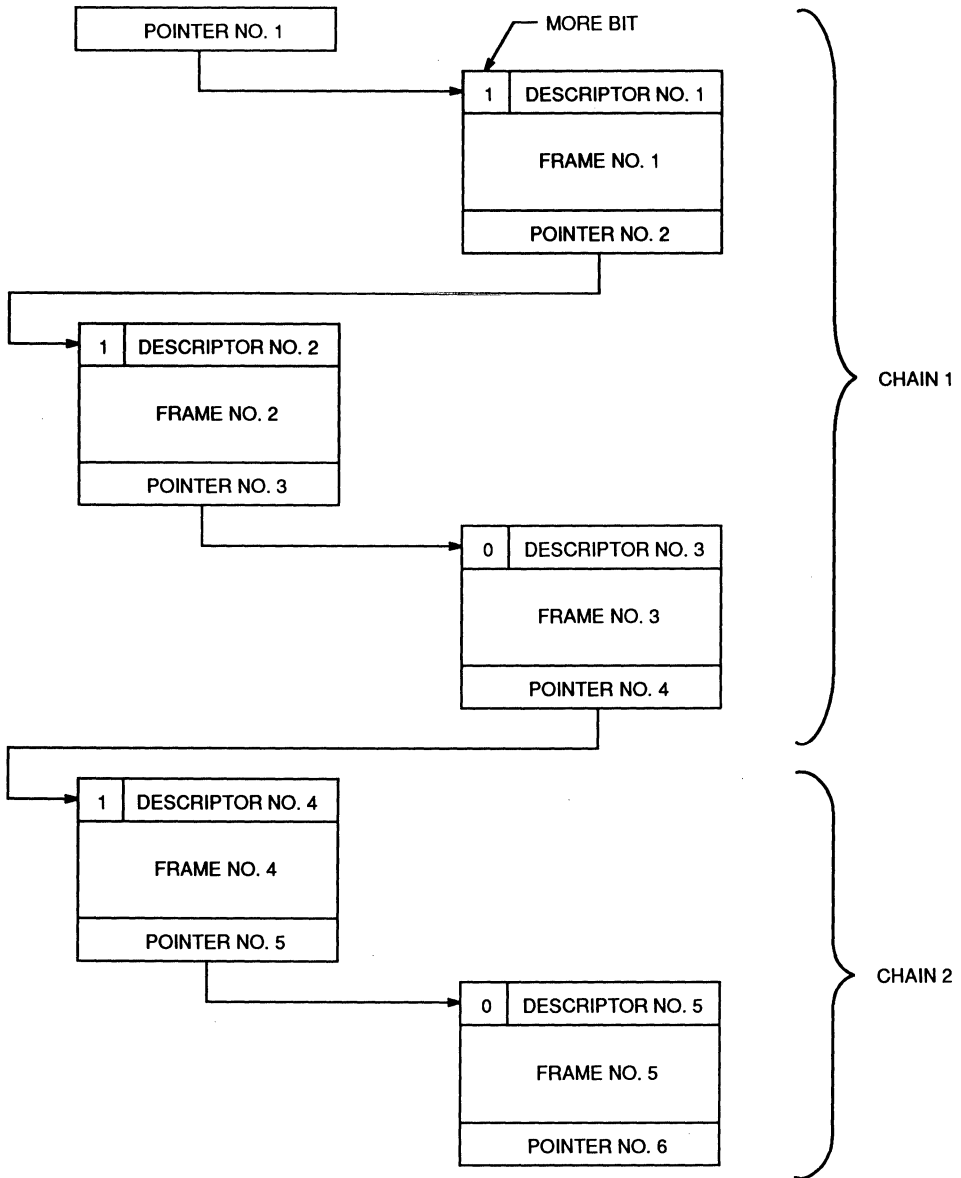 POINTER NO. 1
MORE BIT
1 DESCRIPTOR NO. 1
FRAME NO. 1
POINTER NO. 2
1 DESCRIPTOR NO. 2
FRAME NO. 2
POINTER NO. 3
CHAIN 1
0 DESCRIPTOR NO. 3
FRAME NO. 3
POINTER NO. 4
1 DESCRIPTOR NO. 4
FRAME NO. 4
POINTER NO. 5
CHAIN 2
0 DESCRIPTOR NO. 5
FRAME NO. 5
POINTER NO. 6